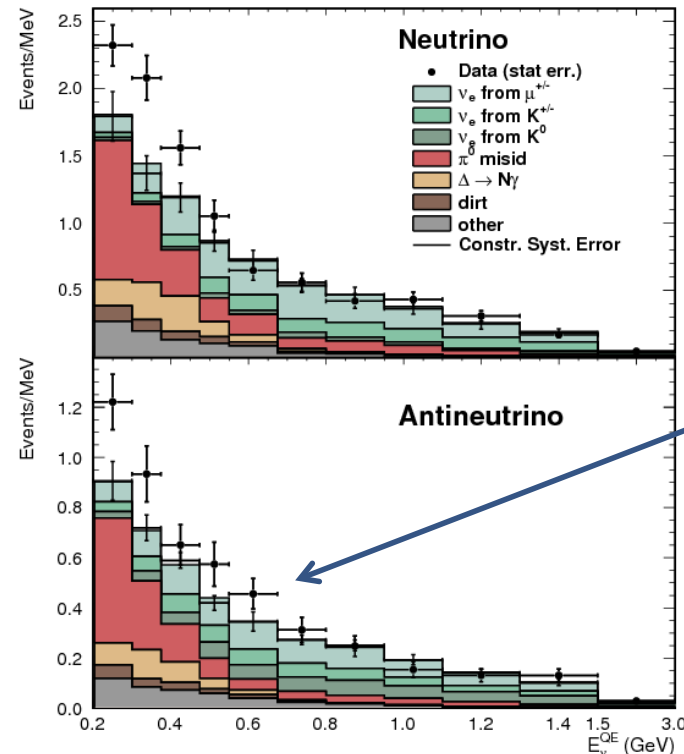 Events/MeV
2.5
2.0
1.5
1.0
0.5
Neutrino
Data (stat err.)
νe from μ+/-
νe from K+/-
νe from K0
π0 misid
Δ → Nγ
dirt
other
Constr. Syst. Error
Events/MeV
1.2
1.0
0.8
0.6
0.4
0.2
0.0
Antineutrino
0.2 0.4 0.6 0.8 1.0 1.2 1.4 1.5 3.0
EνQE (GeV)